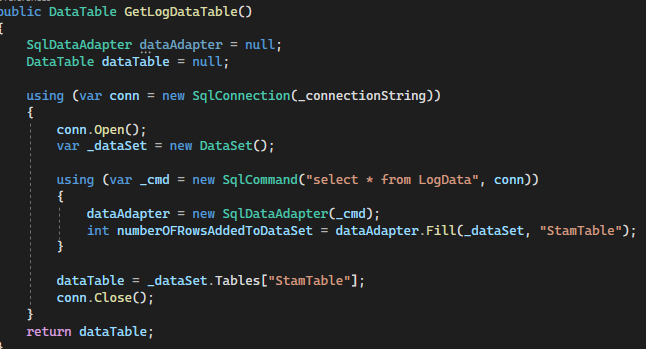 public DataTable GetLogDataTable()
{
SqlDataAdapter dataAdapter = null;
DataTable dataTable = null;
using (var conn = new SqlConnection(_connectionString))
{
conn.Open();
var _dataSet = new DataSet();
using (var _cmd = new SqlCommand("select * from LogData", conn))
{
dataAdapter = new SqlDataAdapter(_cmd);
int numberOFRowsAddedToDataSet = dataAdapter.Fill(_dataSet, "StamTable");
}
dataTable = _dataSet.Tables["StamTable"];
conn.Close();
}
return dataTable;
}